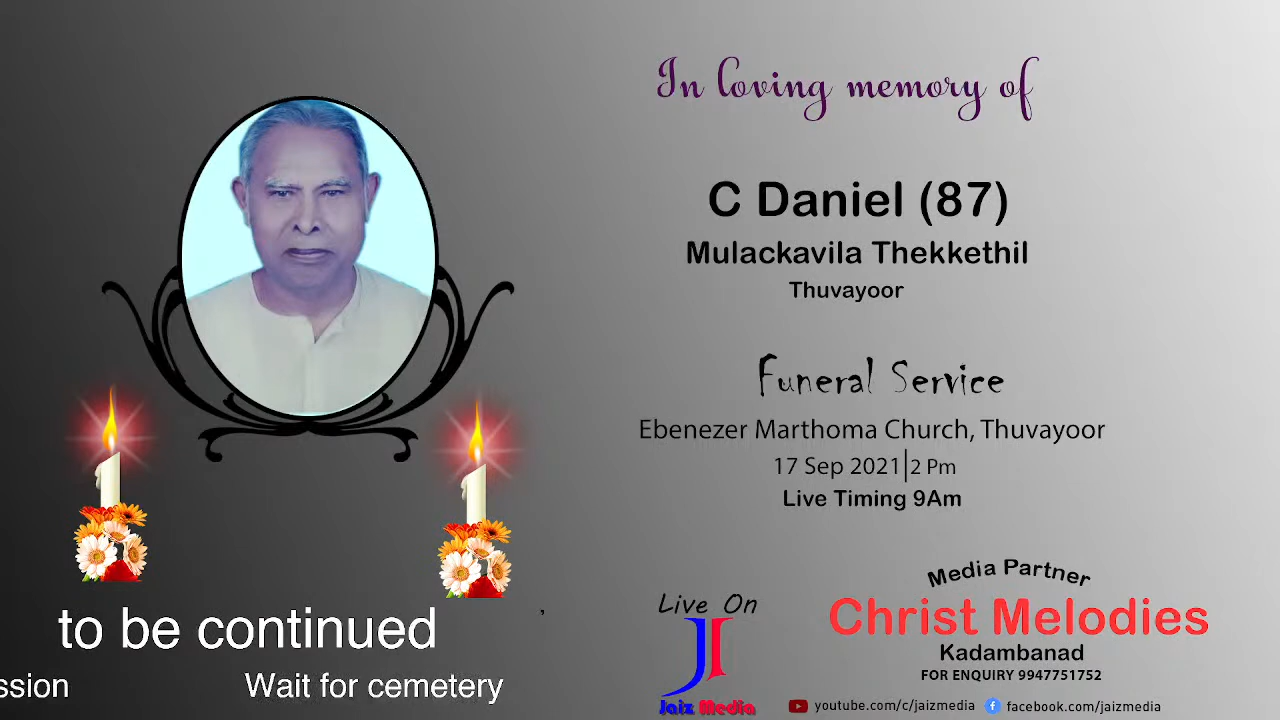 In loving memory of
C Daniel (87)
Mulackavila Thekkethil
Thuvayoor
Funeral Service
Ebenezer Marthoma Church, Thuvayoor
17 Sep 2021|2 Pm
Live Timing 9Am
to be continued
ssion Wait for cemetery
Live On
JI
Jaiz Media
Media Partner
Christ Melodies
Kadambanad
FOR ENQUIRY 9947751752
youtube.com/c/jaizmedia facebook.com/jaizmedia